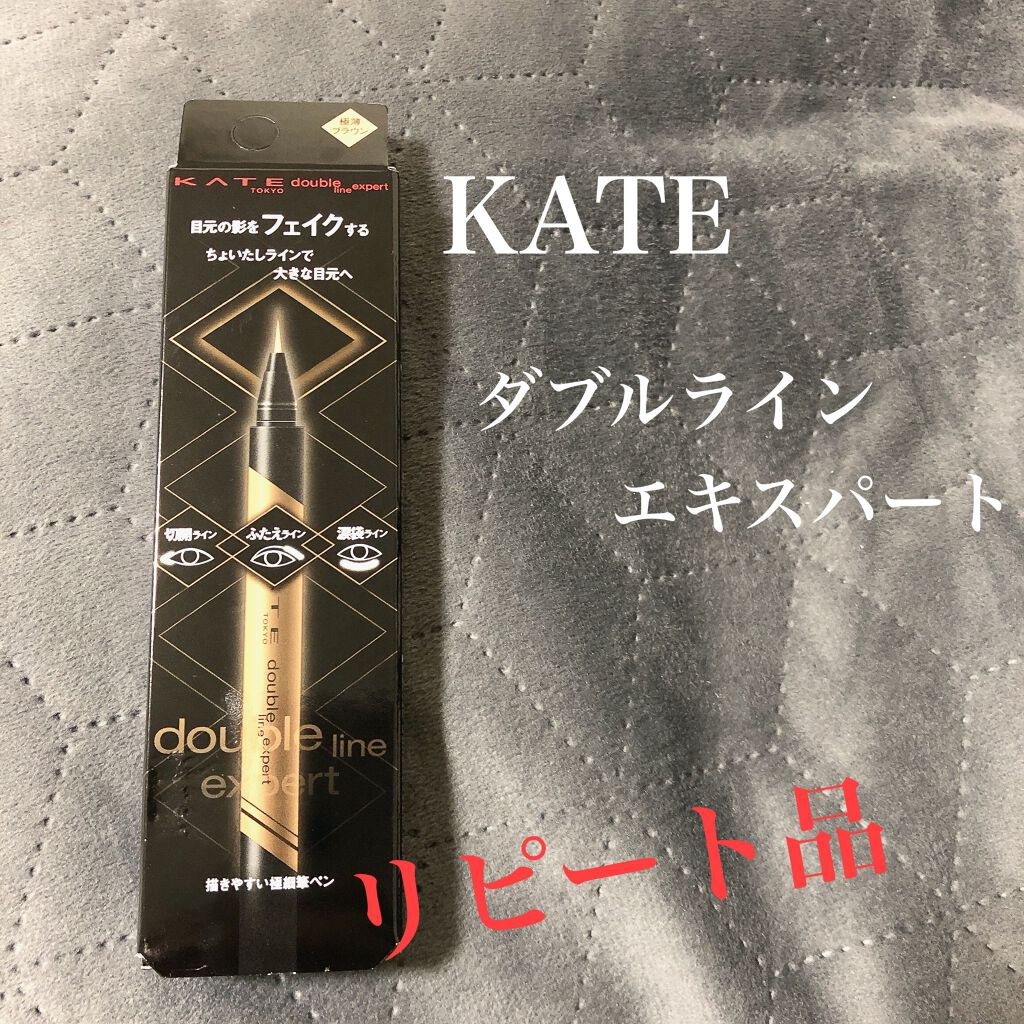 極薄
ブラウン
KATE TOKYO double line expert
目元の影をフェイクする
ちょいたしラインで
大きな目元へ
切開ライン
ふたえライン
涙袋ライン
TE TOKYO double line expert
double line
expert
描きやすい極細筆ペン
KATE
ダブルライン
エキスパート
リピート品